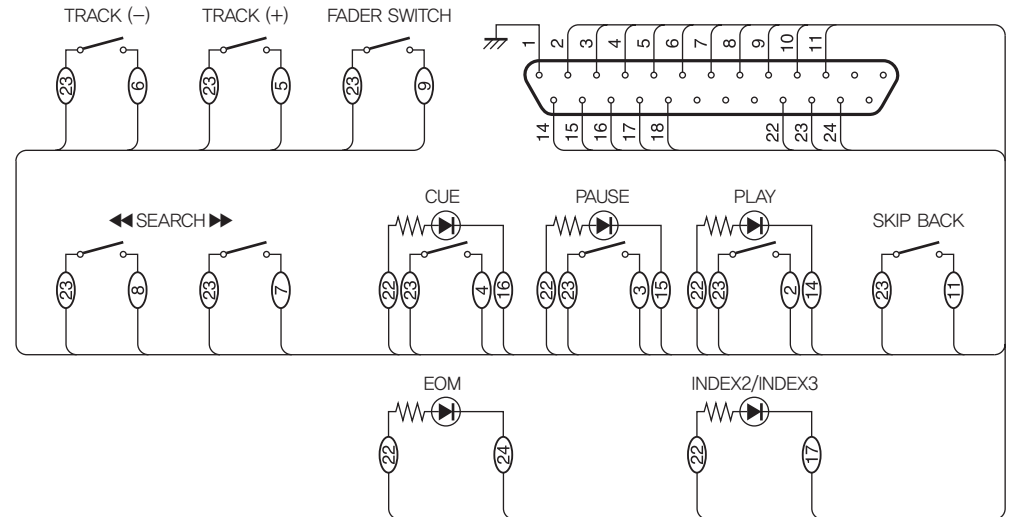 TRACK (–) TRACK (+) FADER SWITCH
1 2 3 4 5 6 7 8 9 10 11
23 6 23 5 23 9
14 15 16 17 18 22 23 24
◀◀ SEARCH ▶▶ CUE PAUSE PLAY SKIP BACK
23 8 23 7 22 23 4 16 22 23 3 15 22 23 2 14 23 11
EOM INDEX2/INDEX3
22 24 22 17